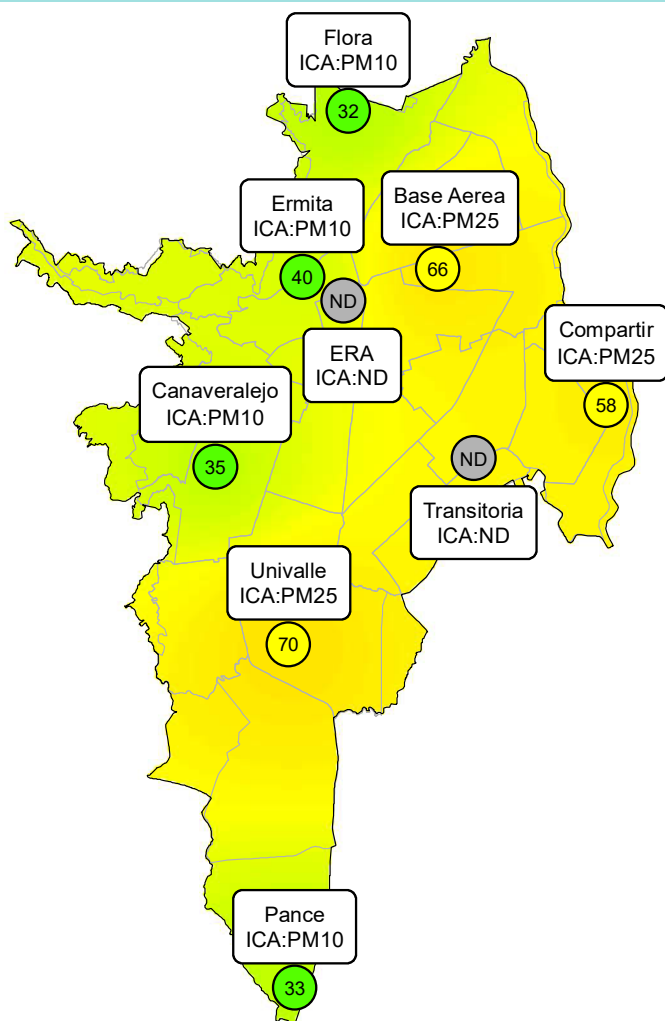 Flora
ICA:PM10
32
Ermita
ICA:PM10
40
Base Aerea
ICA:PM25
66
ND
ERA
ICA:ND
Compartir
ICA:PM25
58
Canaveralejo
ICA:PM10
35
ND
Transitoria
ICA:ND
Univalle
ICA:PM25
70
Pance
ICA:PM10
33